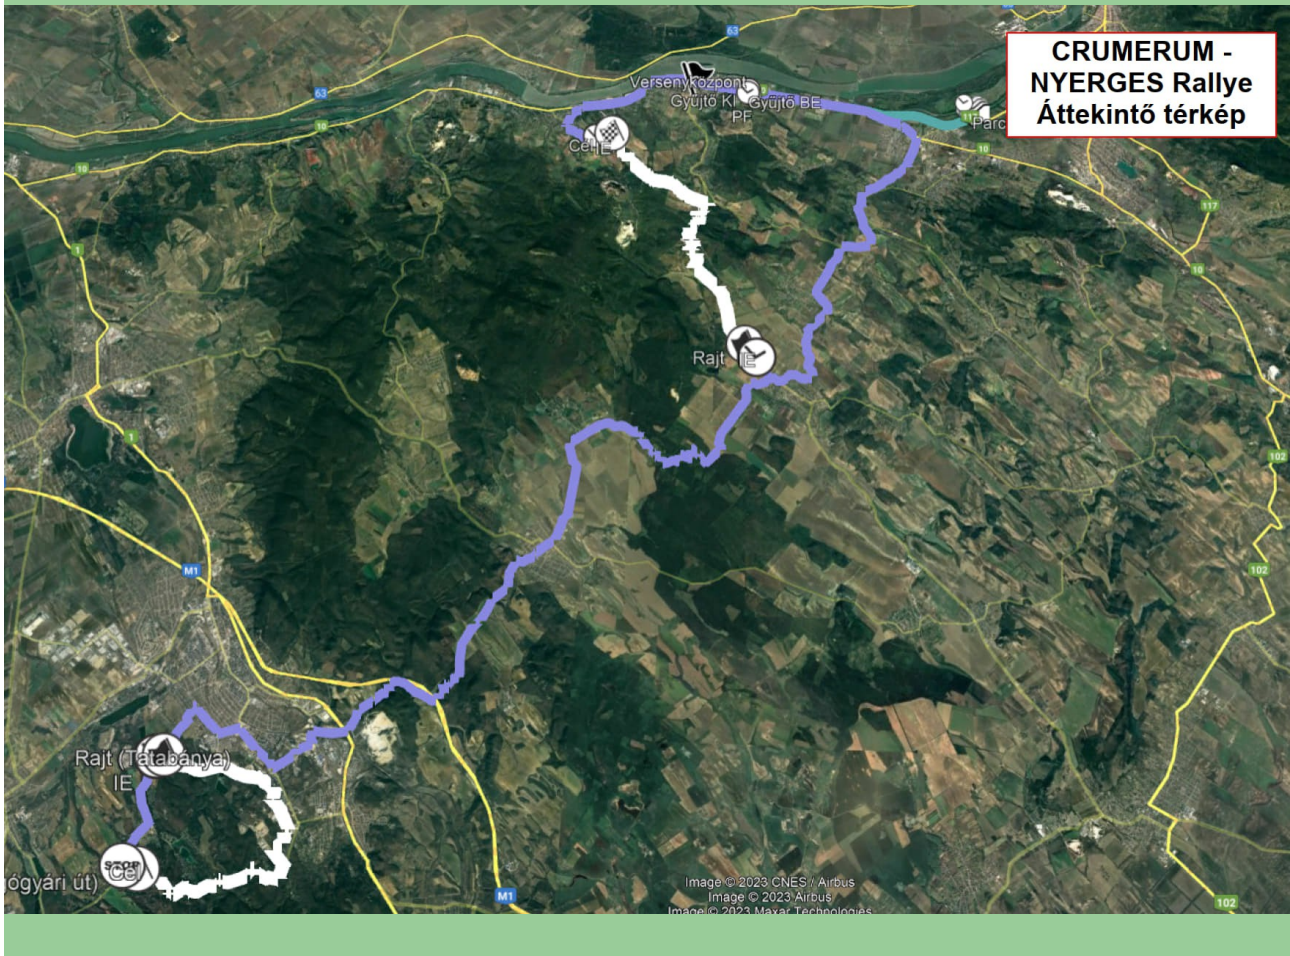 CRUMERUM -
NYERGES Rallye
Áttekintő térkép
63
63
10
10
Versenyközpont
Gyűjtő KI
Gyűjtő BE
PF
Parc
Cél
IE
10
117
10
1
1
Rajt
IE
102
102
M1
Rajt (Tatabánya)
IE
STOP
Cél
ógyári út)
M1
102
Image © 2023 CNES / Airbus
Image © 2023 Airbus
Image © 2023 Maxar Technologies